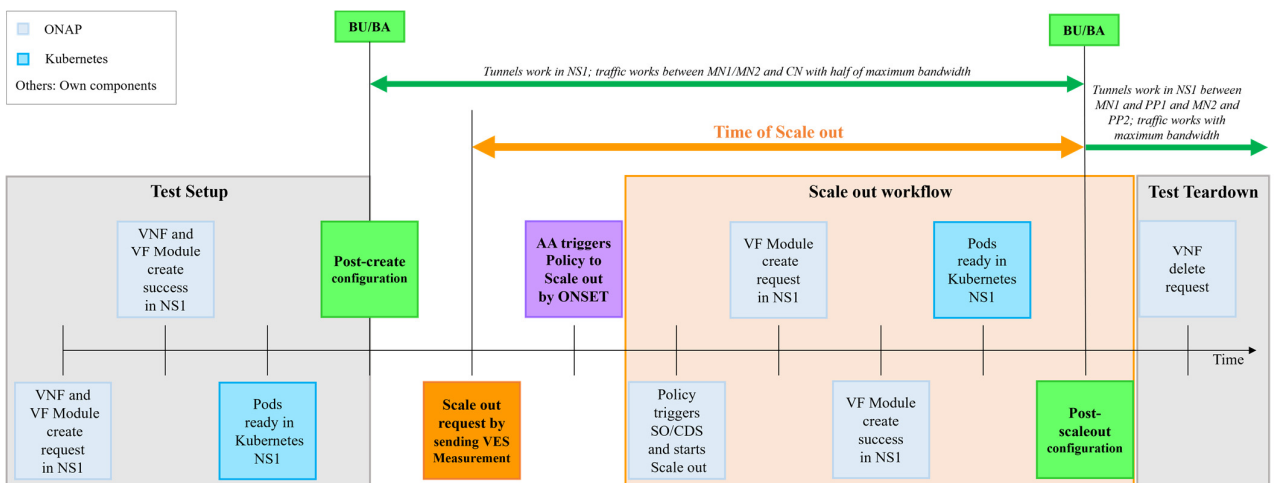 ONAP
Kubernetes
Others: Own components
BU/BA
BU/BA
Tunnels work in NS1; traffic works between MN1/MN2 and CN with half of maximum bandwidth
Tunnels work in NS1 between
MN1 and PP1 and MN2 and
PP2; traffic works with
maximum bandwidth
Time of Scale out
Test Setup
Scale out workflow
Test Teardown
VNF and
VF Module
create
success
in NS1
Post-create
configuration
AA triggers
Policy to
Scale out
by ONSET
VF Module
create
request
in NS1
Pods
ready in
Kubernetes
NS1
VNF
delete
request
Time
VNF and
VF Module
create
request
in NS1
Pods
ready in
Kubernetes
NS1
Scale out
request by
sending VES
Measurement
Policy
triggers
SO/CDS
and starts
Scale out
VF Module
create
success
in NS1
Post-
scaleout
configuration